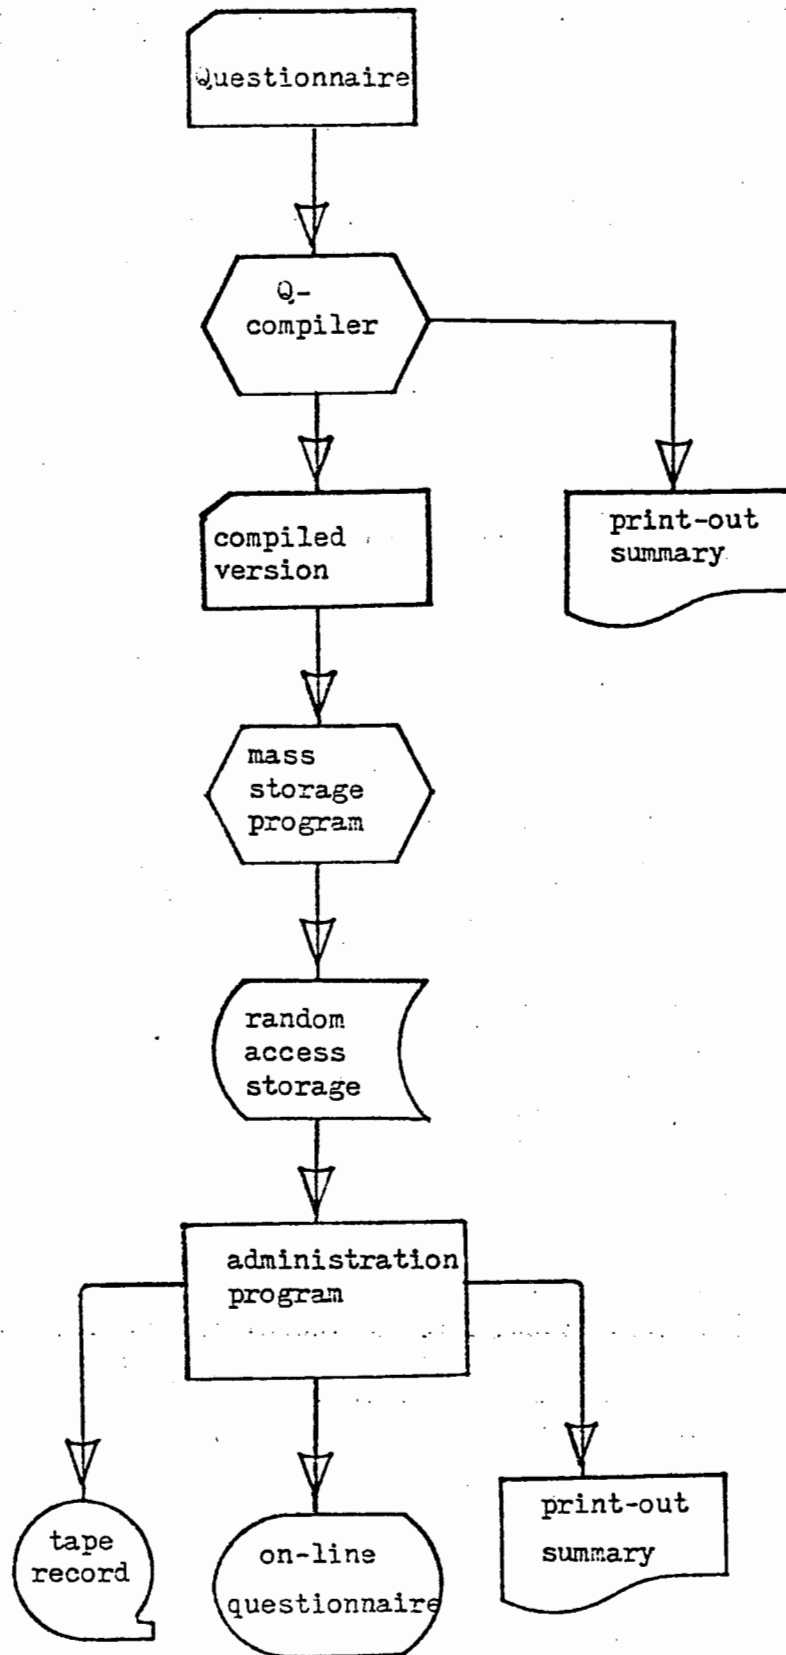 Questionnaire
Q-
compiler
compiled
version
print-out
summary
mass
storage
program
random
access
storage
administration
program
tape
record
on-line
questionnaire
print-out
summary